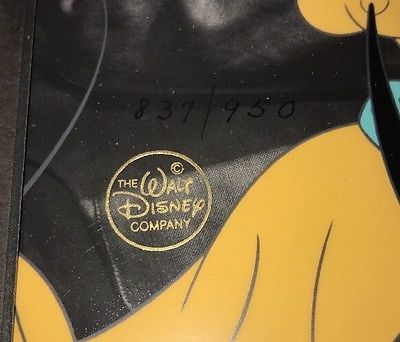 837/950
©
THE WALT
DISNEY
COMPANY